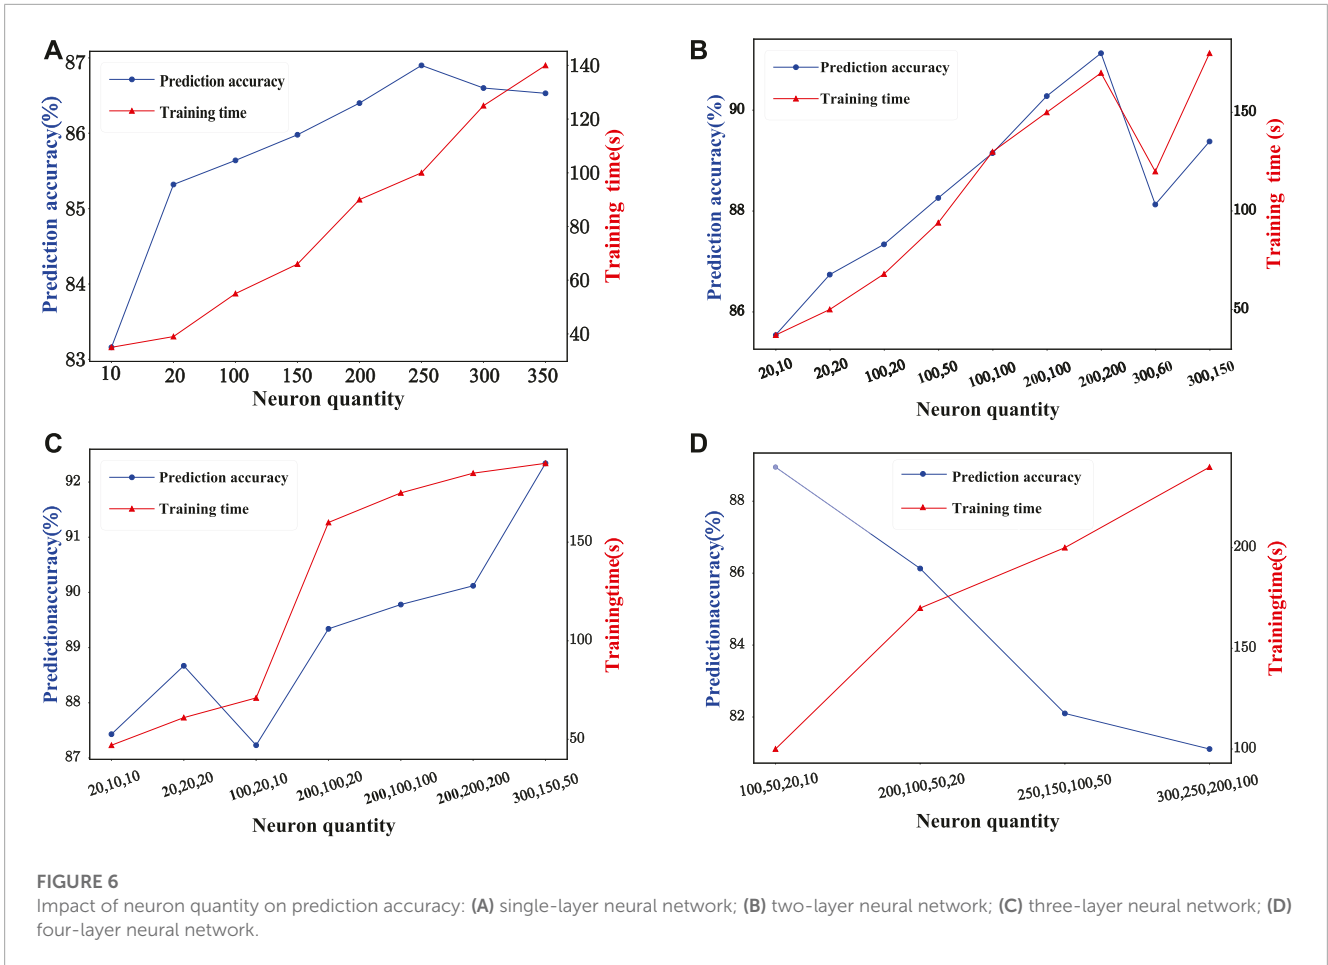 A
Prediction accuracy
Training time
Prediction accuracy(%)
87
86
85
84
83
140
120
100
80
60
40
Training time(s)
10 20 100 150 200 250 300 350
Neuron quantity
B
Prediction accuracy
Training time
Prediction accuracy(%)
90
88
86
150
100
50
Training time (s)
20,10 20,20 100,20 100,50 100,100 200,100 200,200 300,60 300,150
Neuron quantity
C
Prediction accuracy
Training time
Predictionaccuracy(%)
92
91
90
89
88
87
150
100
50
Trainingtime(s)
20,10,10 20,20,20 100,20,10 200,100,20 200,100,100 200,200,200 300,150,50
Neuron quantity
D
Prediction accuracy
Training time
Predictionaccuracy(%)
88
86
84
82
200
150
100
Trainingtime(s)
100,50,20,10 200,100,50,20 250,150,100,50 300,250,200,100
Neuron quantity
FIGURE 6
Impact of neuron quantity on prediction accuracy: (A) single-layer neural network; (B) two-layer neural network; (C) three-layer neural network; (D)
four-layer neural network.